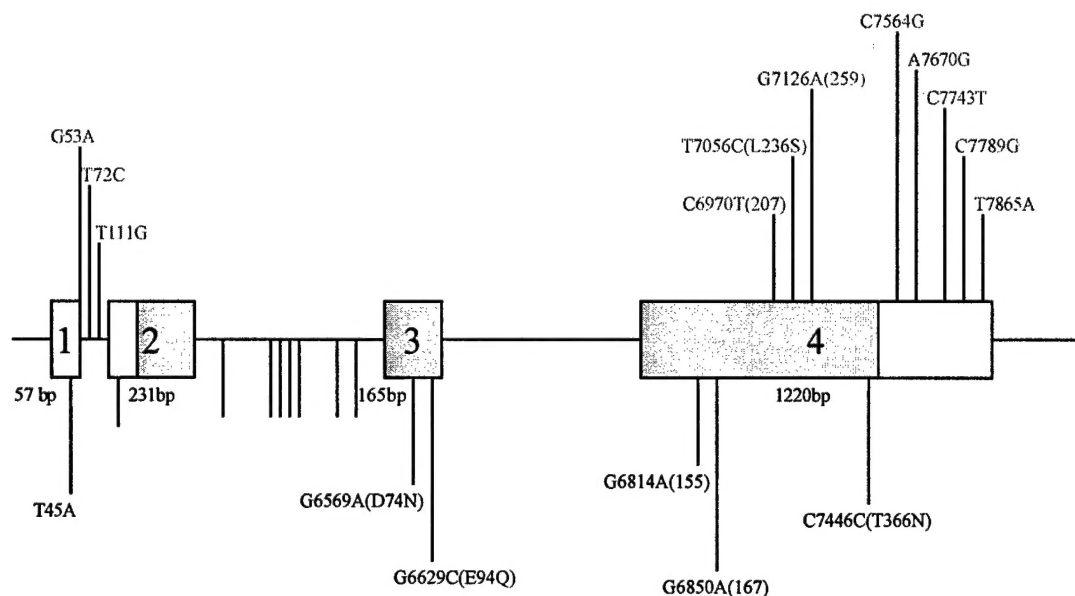 C7564G
A7670G
G7126A(259)
C7743T
G53A
T7056C(L236S)
C7789G
T72C
C6970T(207)
T7865A
T111G
1
2
3
4
57 bp
231bp
165bp
1220bp
T45A
G6569A(D74N)
G6814A(155)
C7446C(T366N)
G6629C(E94Q)
G6850A(167)